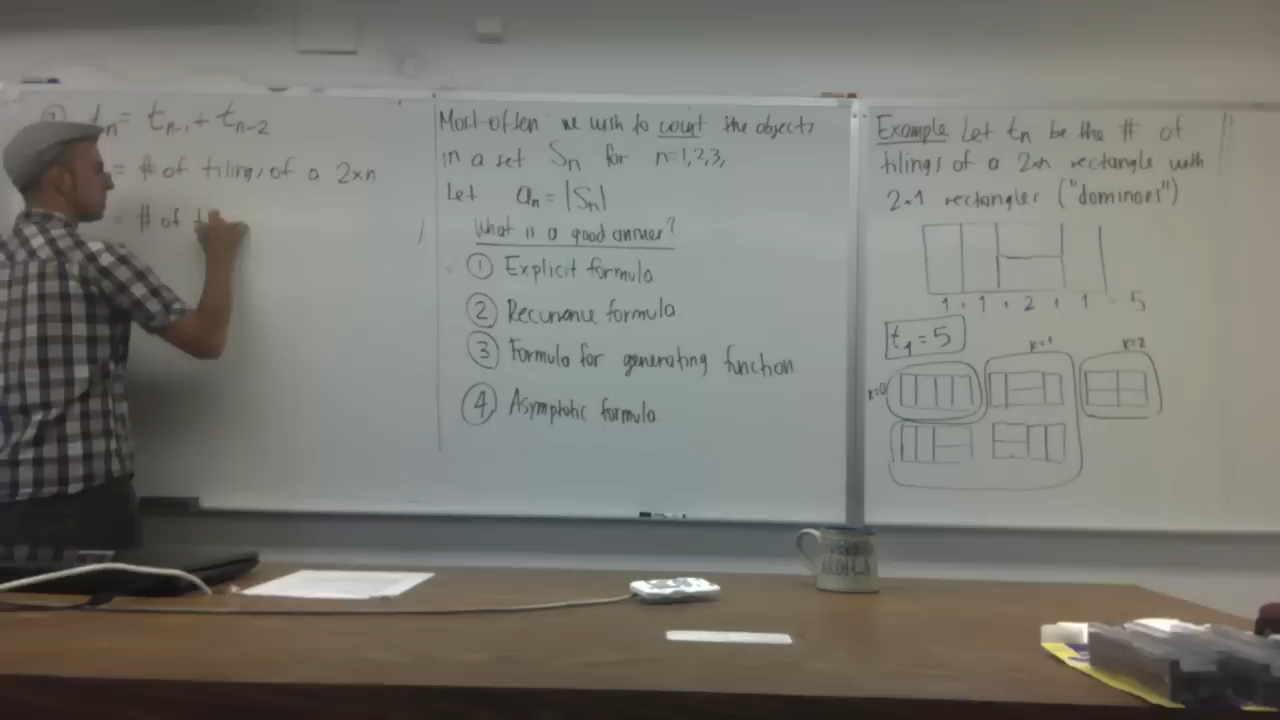 ② tn = tn-1 + tn-2
= # of tilings of a 2xn
= # of t
Most often we wish to count the objects
in a set Sn for n=1,2,3,
Let an = |Sn|
What is a good answer?
① Explicit formula
② Recurrence formula
③ Formula for generating function
④ Asymptotic formula
Example Let tn be the # of
tilings of a 2xn rectangle with
2x1 rectangles ("dominoes")
1 + 1 + 2 + 1 = 5
t4 = 5
k=1
k=2
k=0